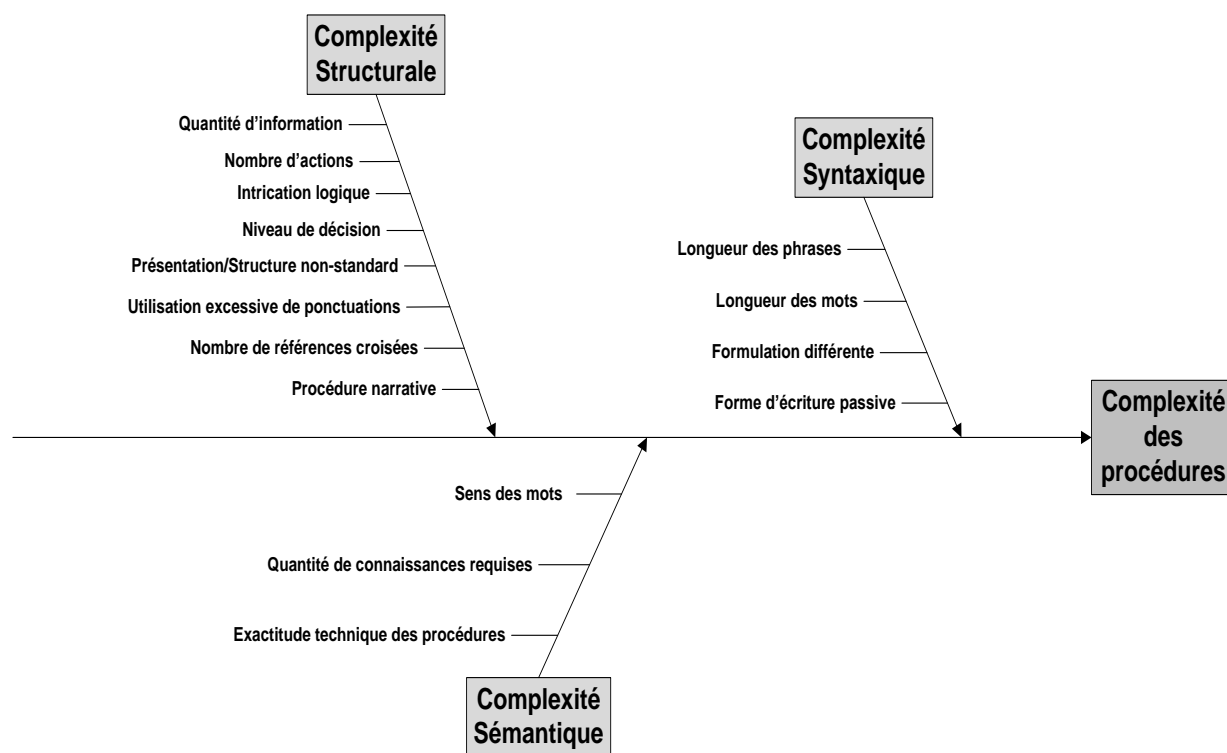 Complexité
Structurale
Quantité d’information
Nombre d’actions
Intrication logique
Niveau de décision
Présentation/Structure non-standard
Utilisation excessive de ponctuations
Nombre de références croisées
Procédure narrative
Complexité
Syntaxique
Longueur des phrases
Longueur des mots
Formulation différente
Forme d’écriture passive
Complexité
des
procédures
Sens des mots
Quantité de connaissances requises
Exactitude technique des procédures
Complexité
Sémantique